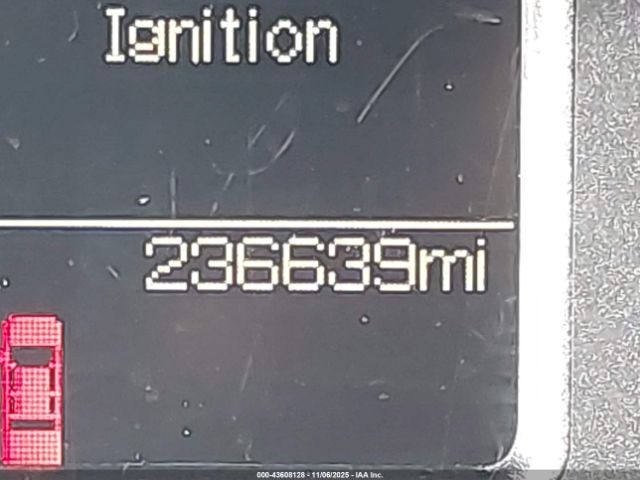 Ignition
236639mi
000-43608128 - 11/06/2025 - IAA Inc.